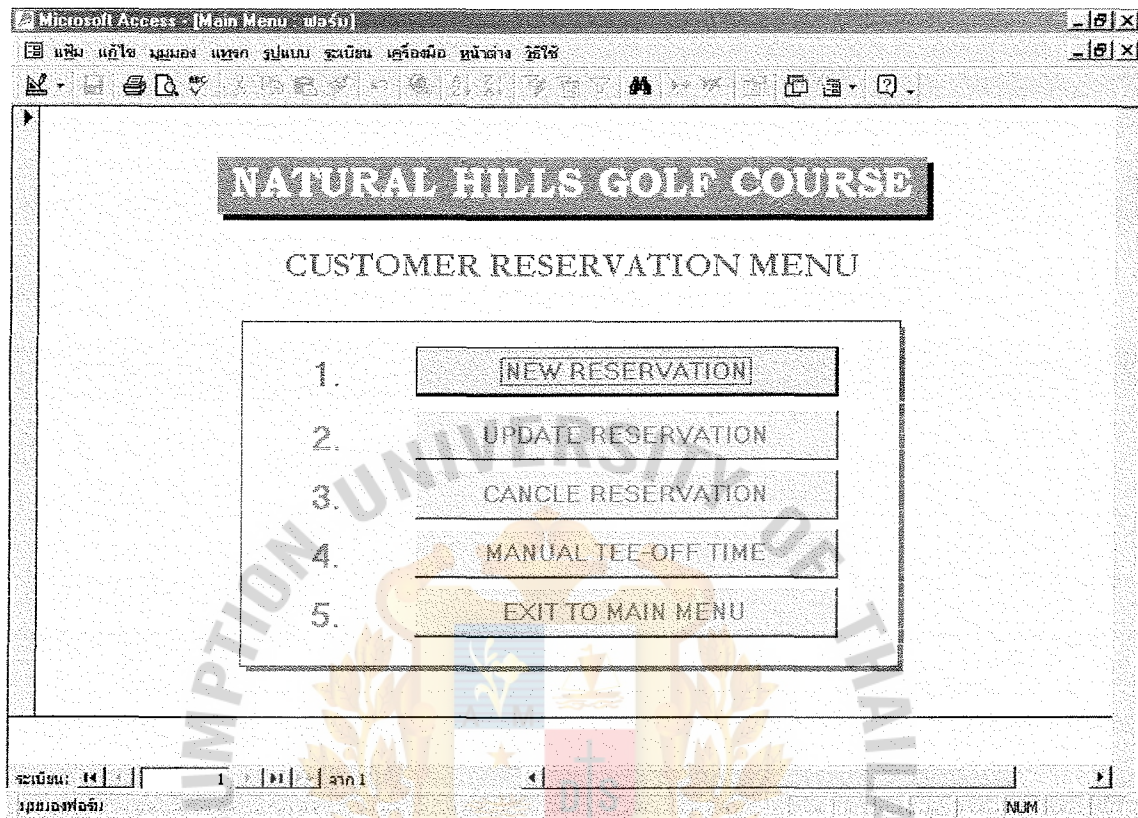 Microsoft Access - [Main Menu : ฟอร์ม]
แฟ้ม แก้ไข มุมมอง แทรก รูปแบบ ระเบียน เครื่องมือ หน้าต่าง วิธีใช้
NATURAL HILLS GOLF COURSE
CUSTOMER RESERVATION MENU
1. NEW RESERVATION
2. UPDATE RESERVATION
3. CANCLE RESERVATION
4. MANUAL TEE-OFF TIME
5. EXIT TO MAIN MENU
ระเบียน: 1 จาก 1
มุมมองฟอร์ม NUM
UMPTION UNIVERSITY OF THAILA